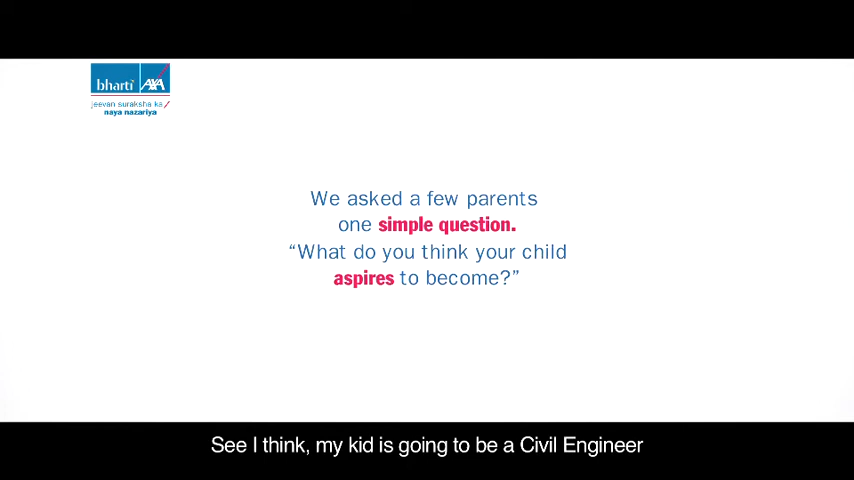 bharti AXA
jeevan suraksha ka
naya nazariya
We asked a few parents
one simple question.
“What do you think your child
aspires to become?”
See I think, my kid is going to be a Civil Engineer